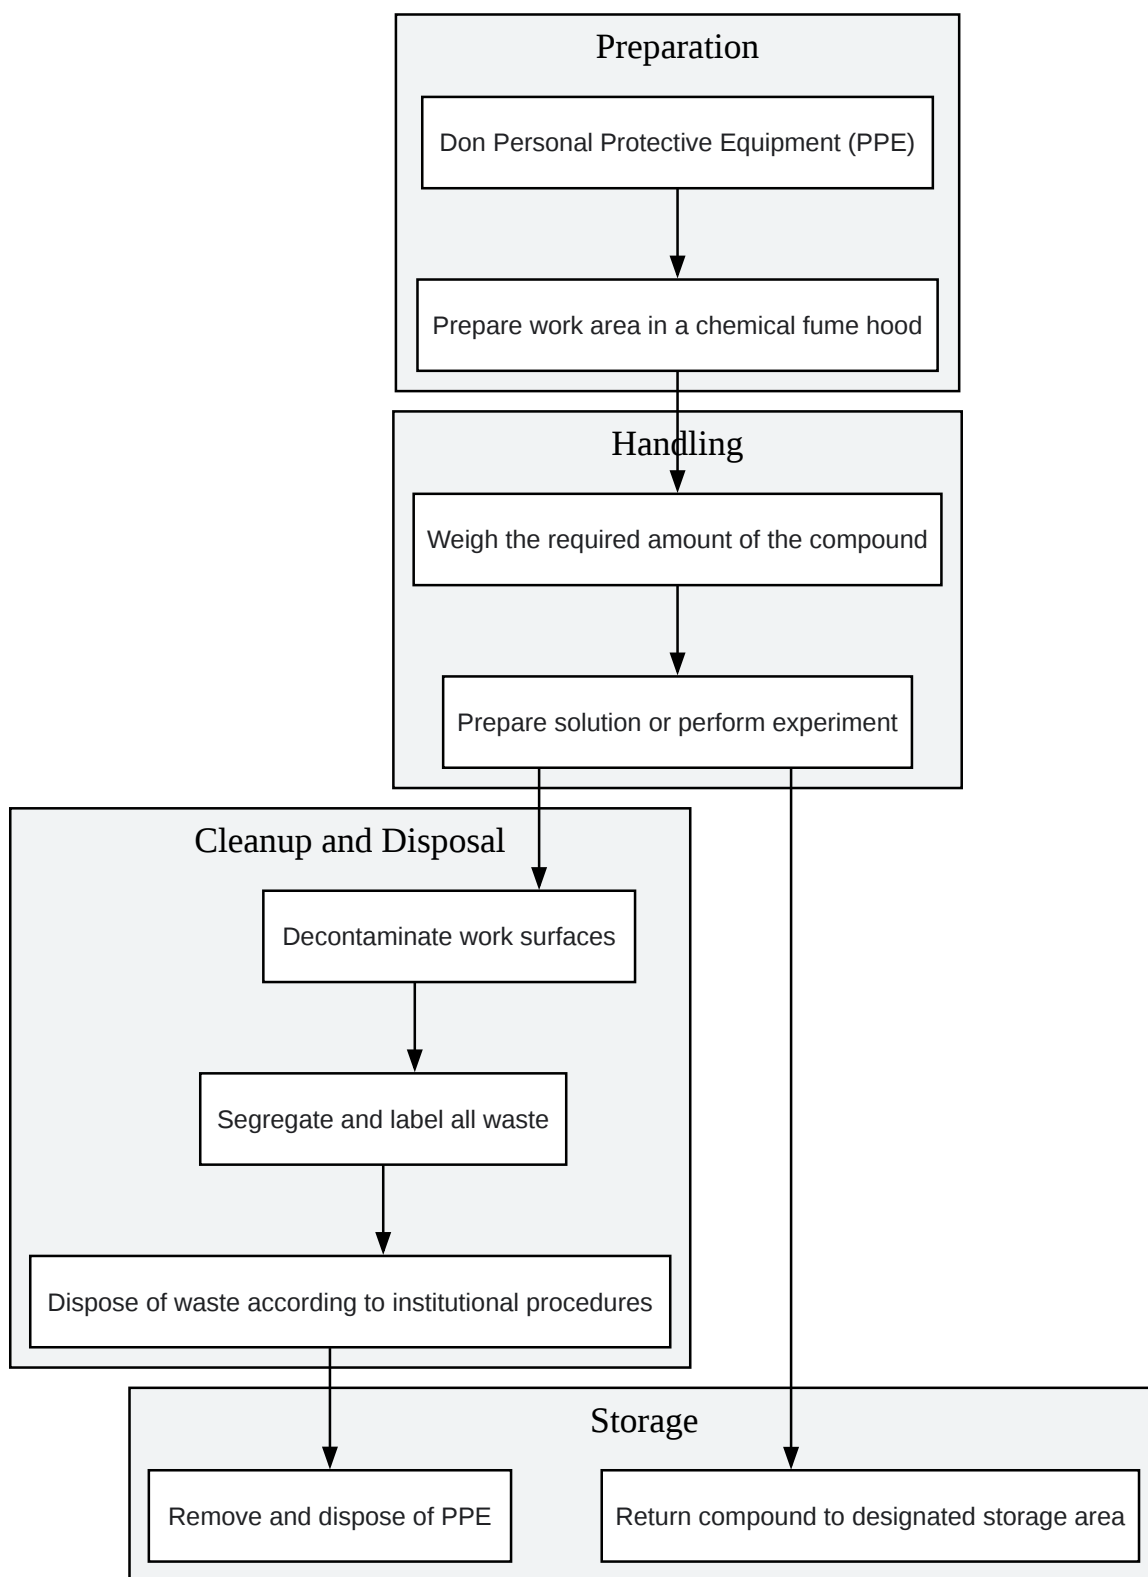 Preparation
Don Personal Protective Equipment (PPE)
Prepare work area in a chemical fume hood
Handling
Weigh the required amount of the compound
Prepare solution or perform experiment
Cleanup and Disposal
Decontaminate work surfaces
Segregate and label all waste
Dispose of waste according to institutional procedures
Storage
Remove and dispose of PPE
Return compound to designated storage area